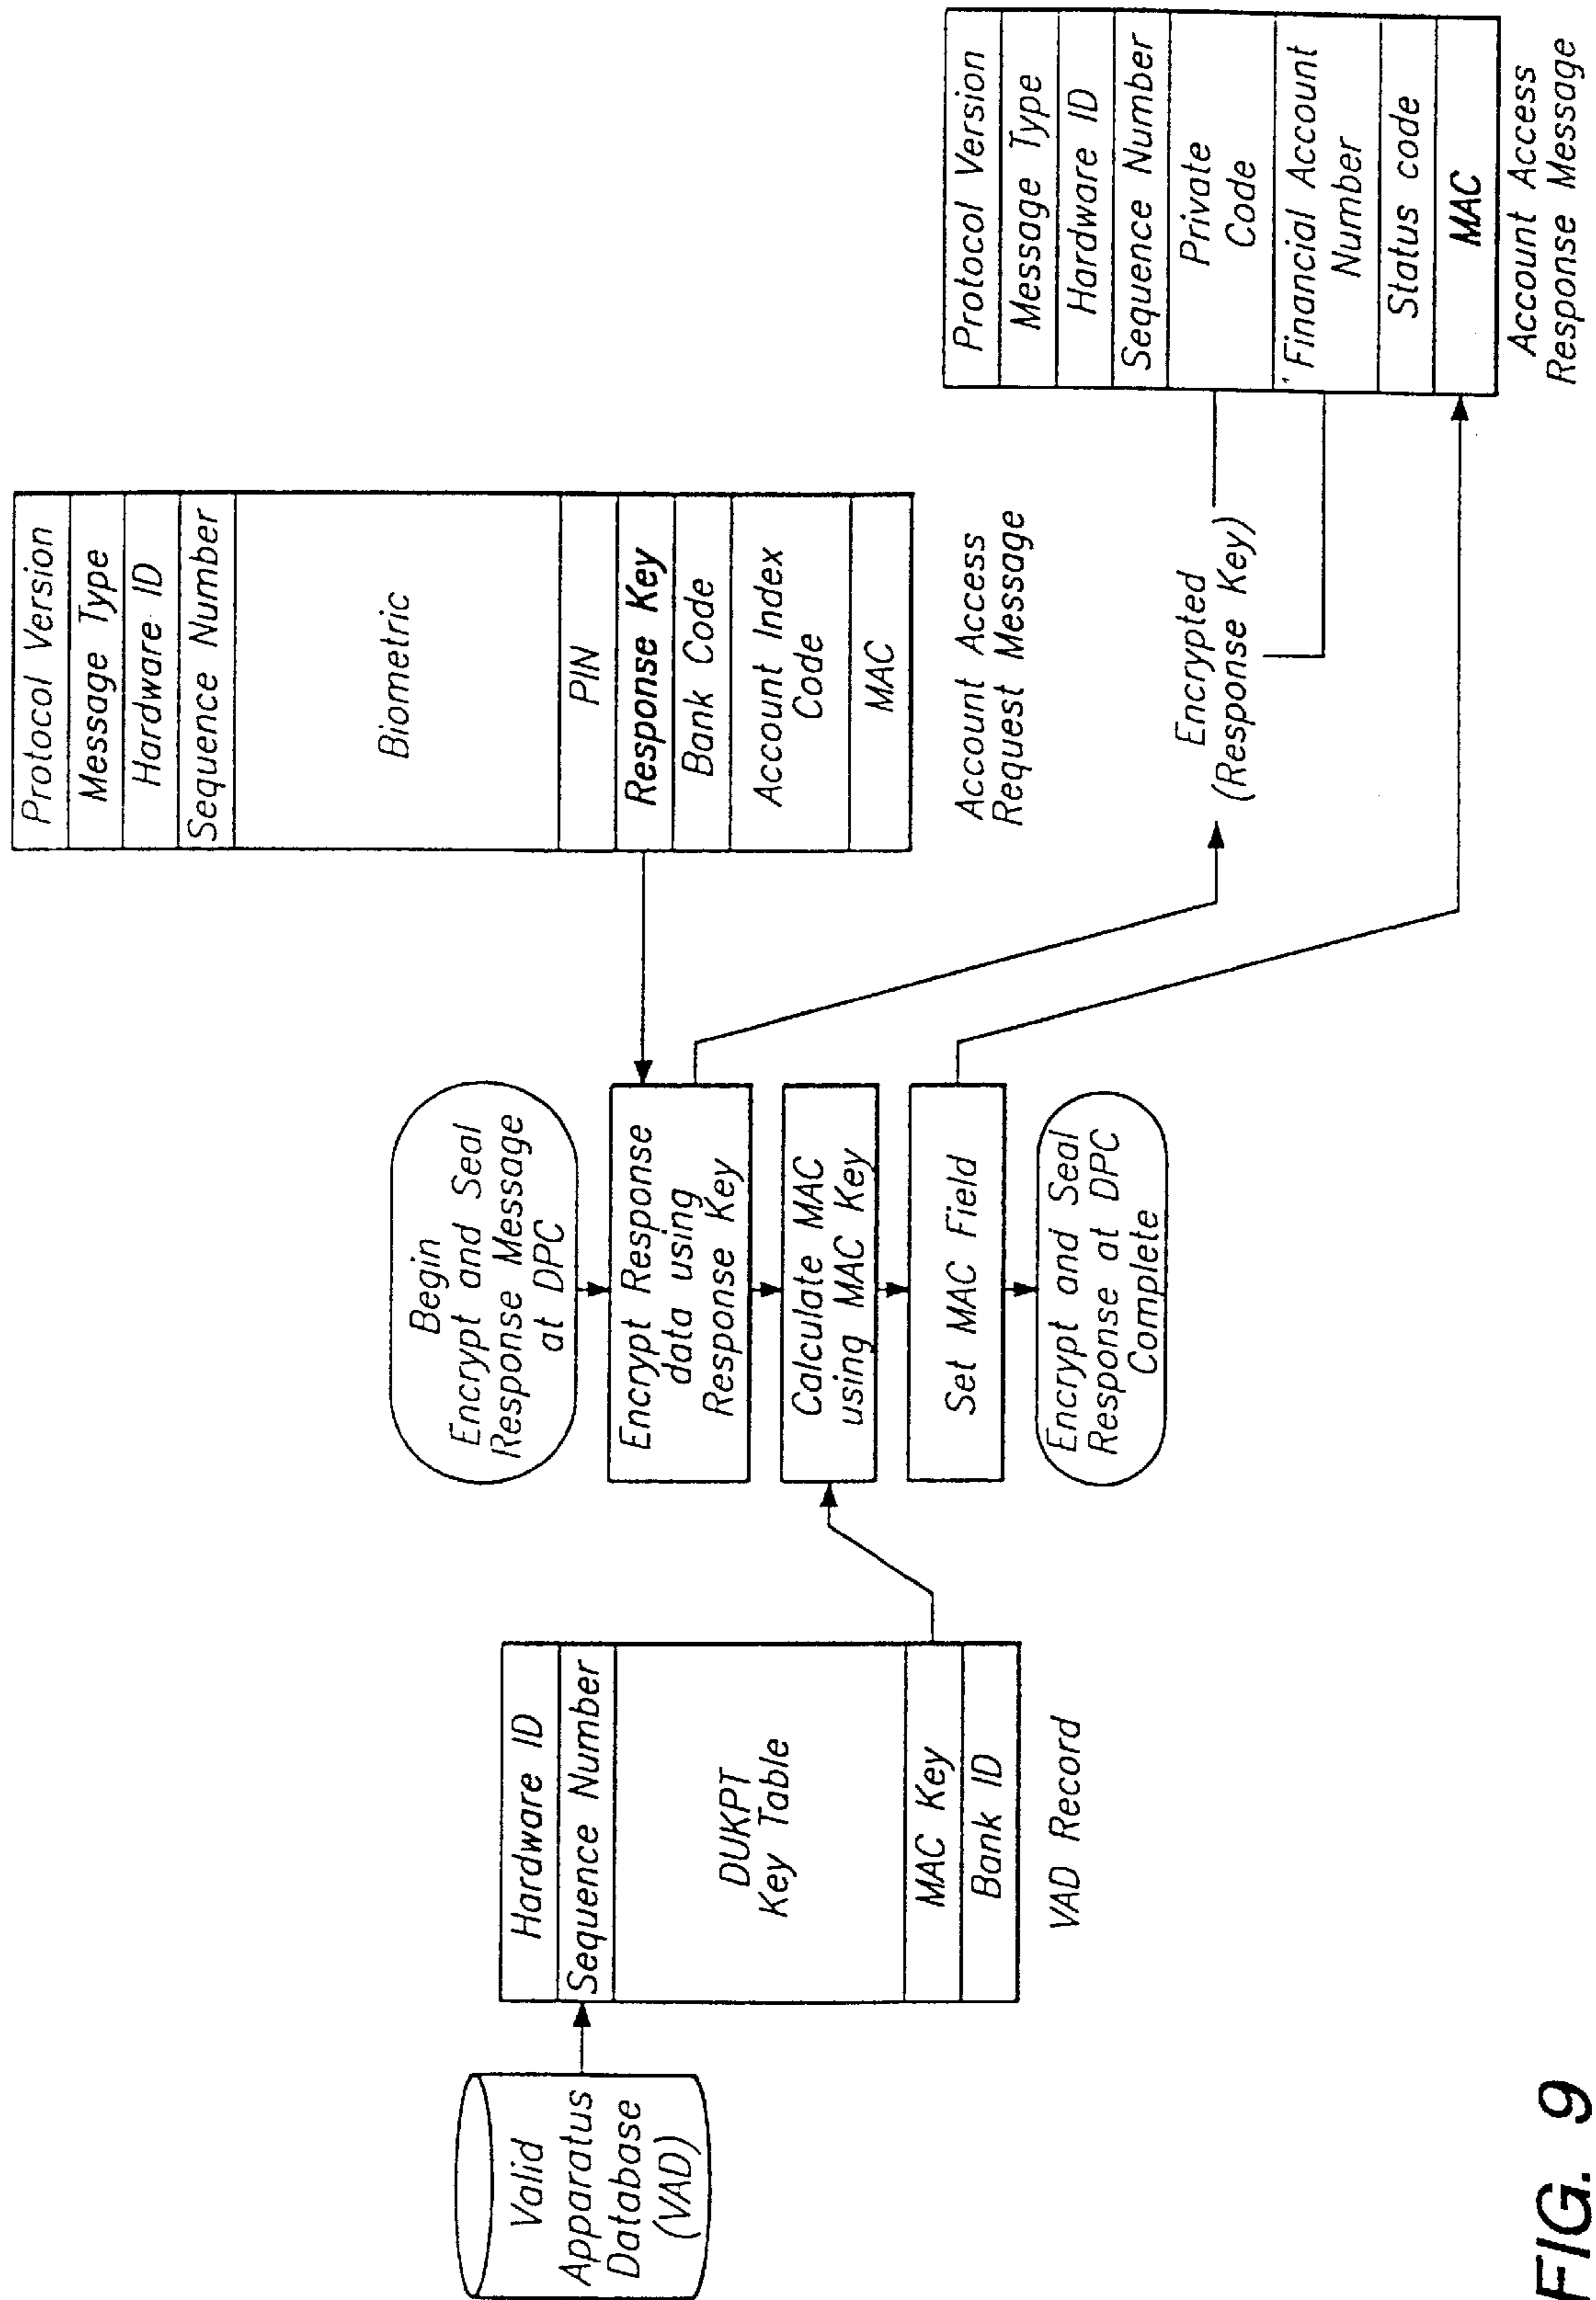 Valid
Apparatus
Database
(VAD)
Hardware ID
Sequence Number
DUKPT
Key Table
MAC Key
Bank ID
VAD Record
Begin
Encrypt and Seal
Response Message
at DPC
Encrypt Response
data using
Response Key
Calculate MAC
using MAC Key
Set MAC Field
Encrypt and Seal
Response at DPC
Complete
Protocol Version
Message Type
Hardware ID
Sequence Number
Biometric
PIN
Response Key
Bank Code
Account Index
Code
MAC
Account Access
Request Message
Encrypted
(Response Key)
Protocol Version
Message Type
Hardware ID
Sequence Number
Private
Code
Financial Account
Number
Status code
MAC
Account Access
Response Message
FIG. 9